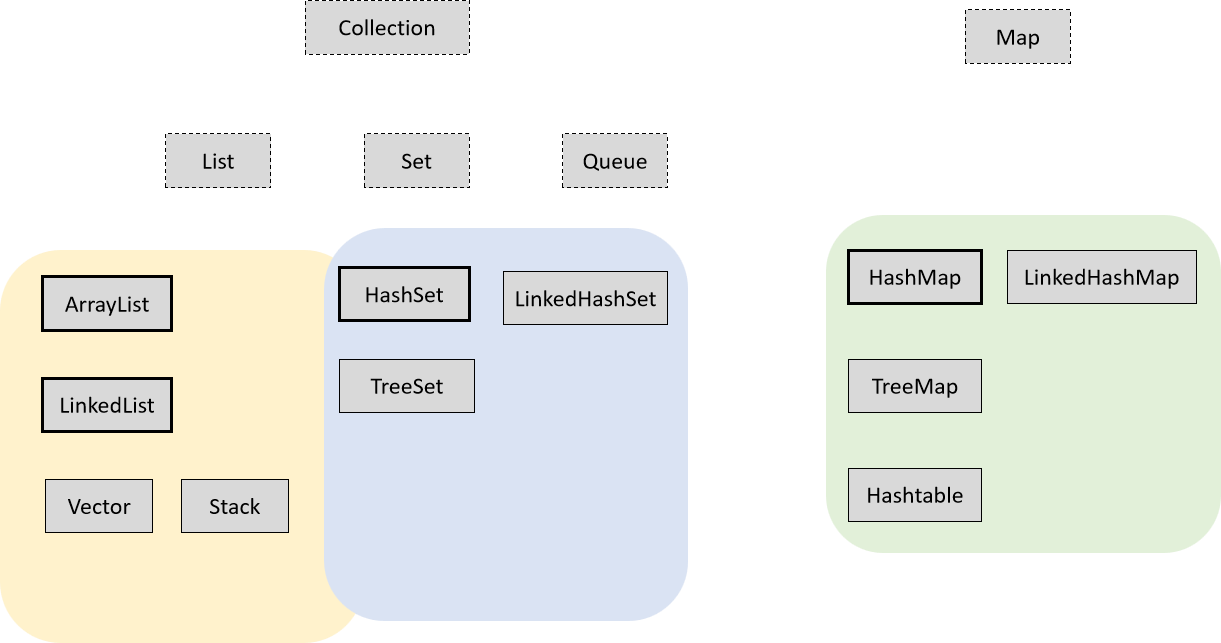 Collection
Map
List
Set
Queue
ArrayList
HashSet
LinkedHashSet
HashMap
LinkedHashMap
LinkedList
TreeSet
TreeMap
Vector
Stack
Hashtable